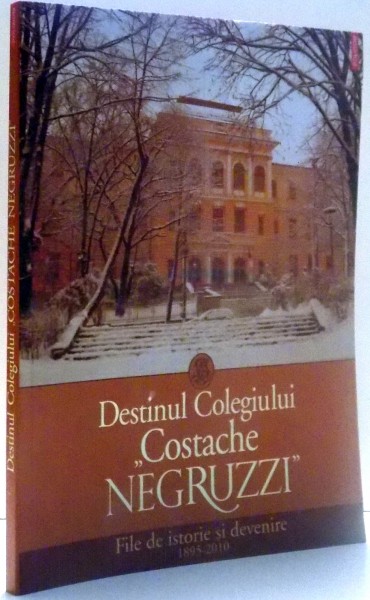 Destinul Colegiului COSTACHE NEGRUZZI
Destinul Colegiului
„Costache
NEGRUZZI”
File de istorie și devenire
1895-2010